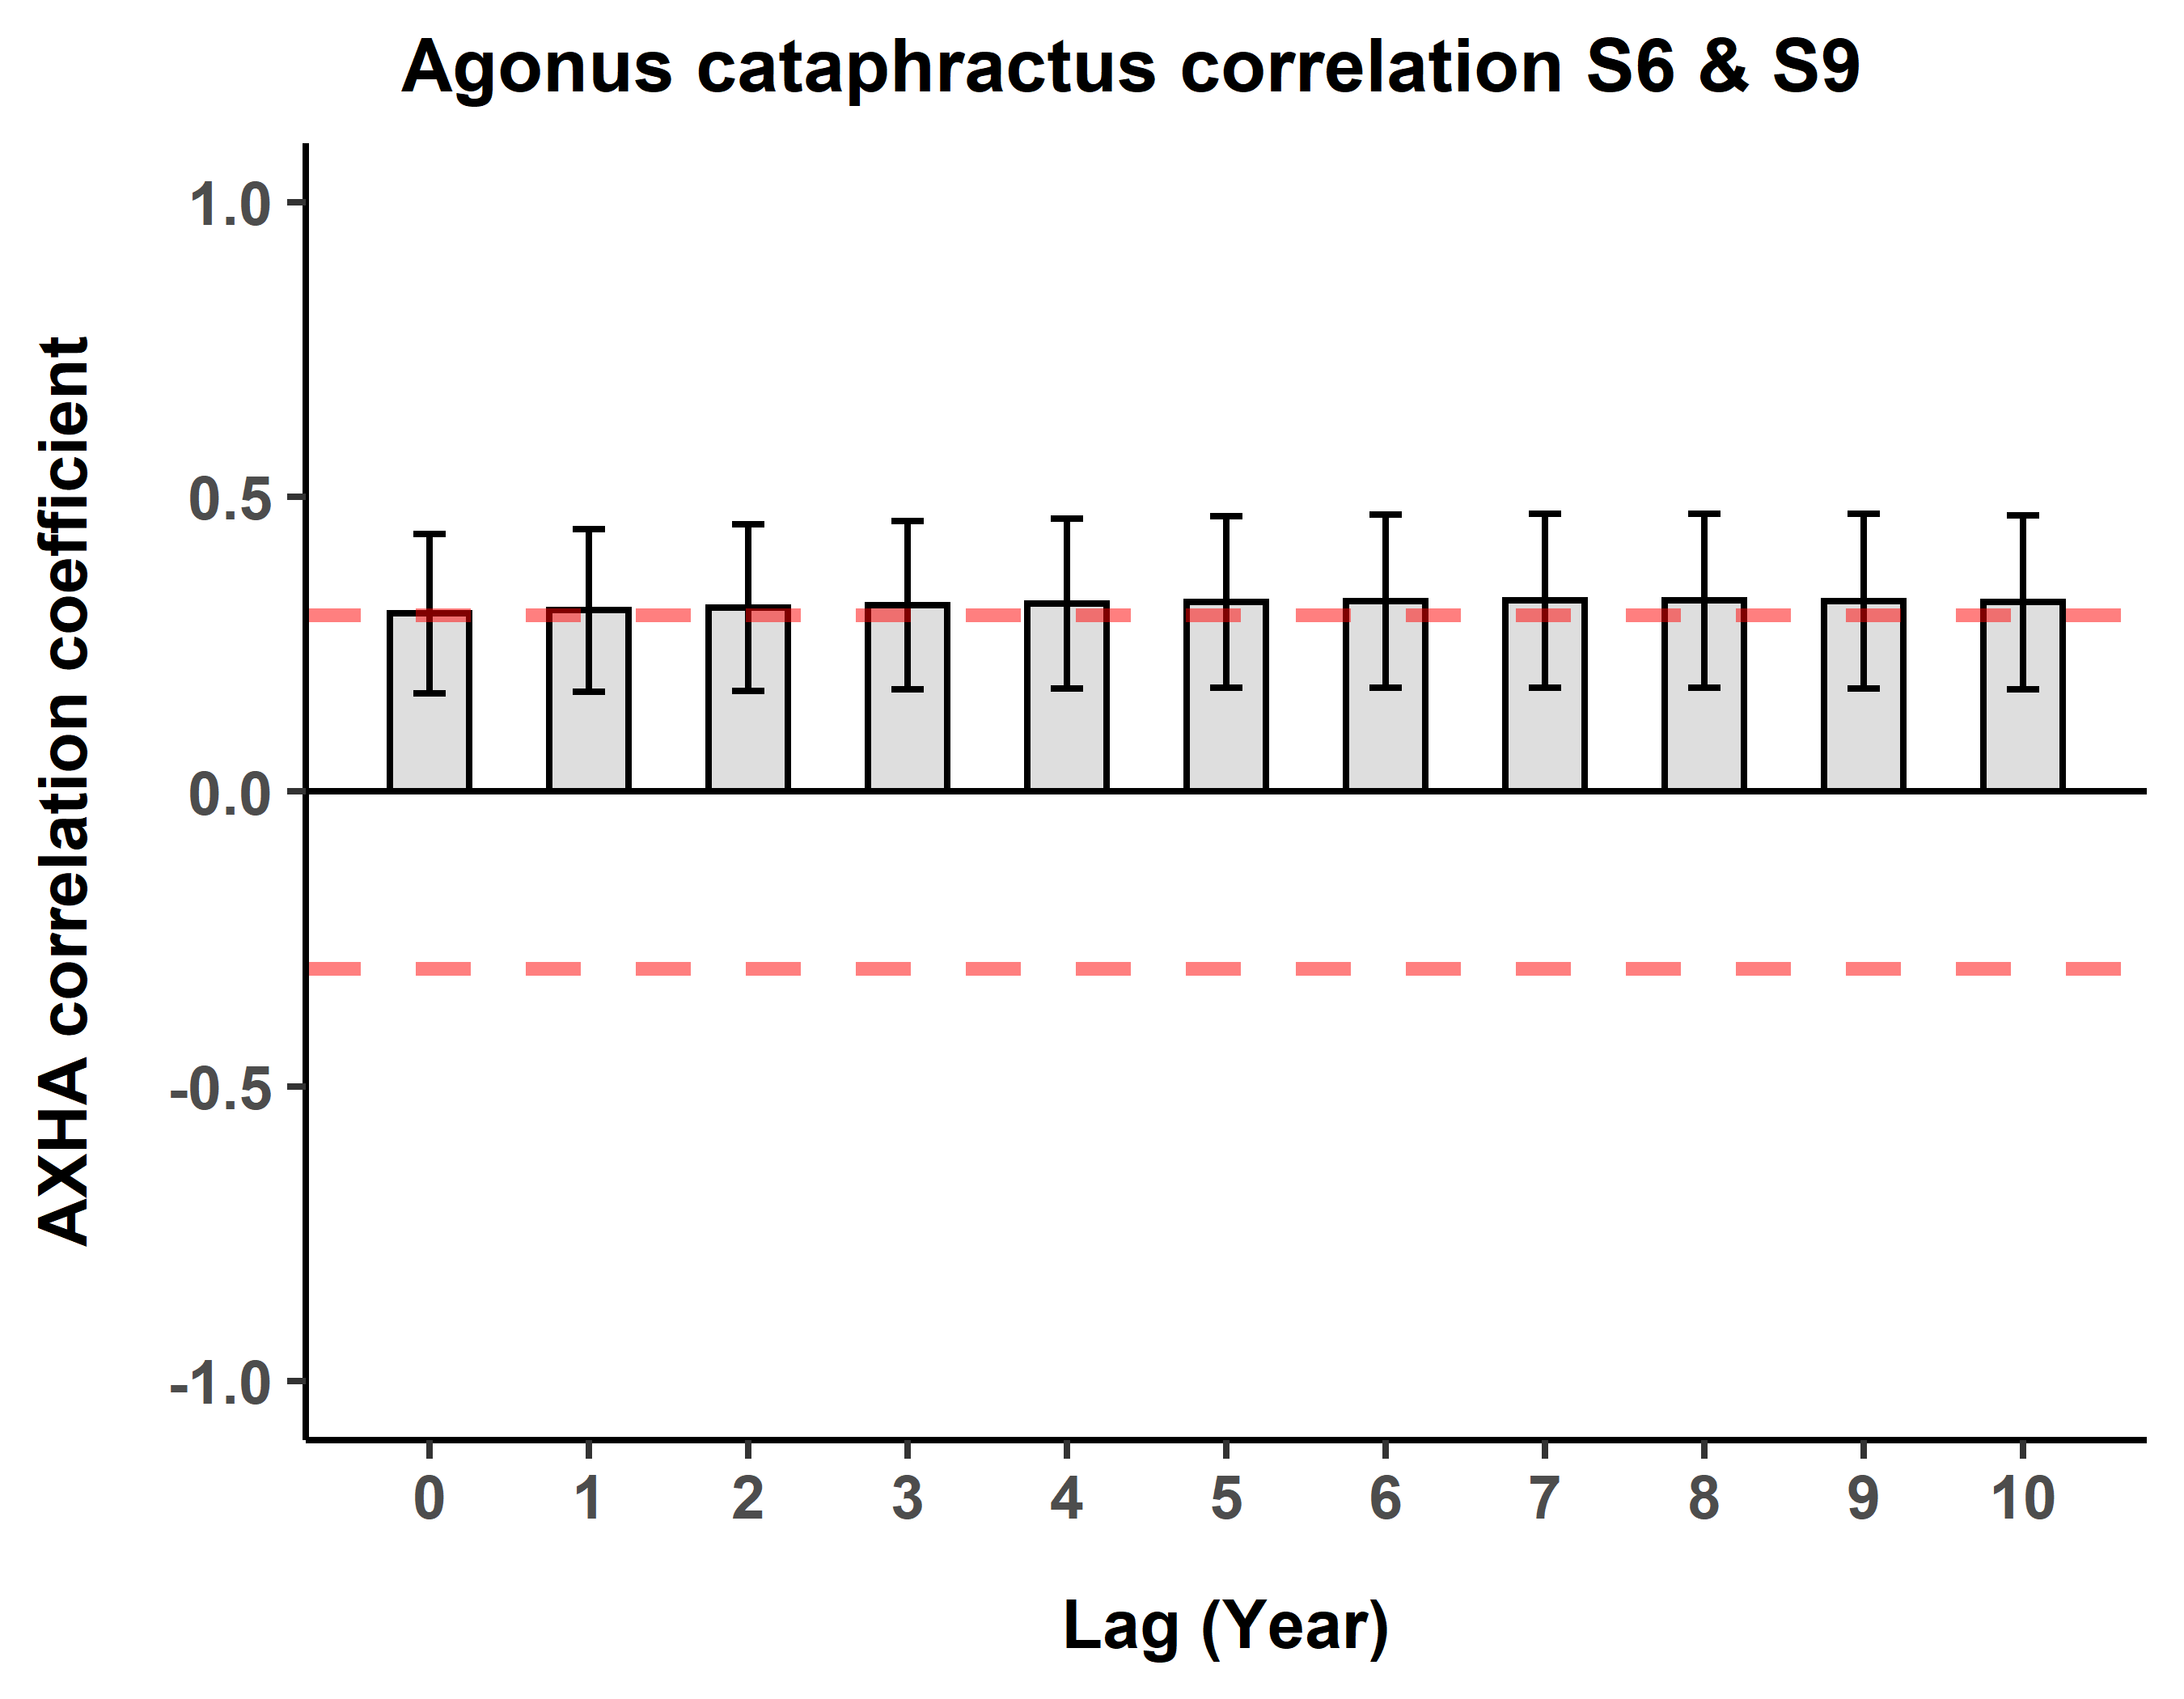 Agonus cataphractus correlation S6 & S9
AXHA correlation coefficient
1.0
0.5
0.0
-0.5
-1.0
0 1 2 3 4 5 6 7 8 9 10
Lag (Year)